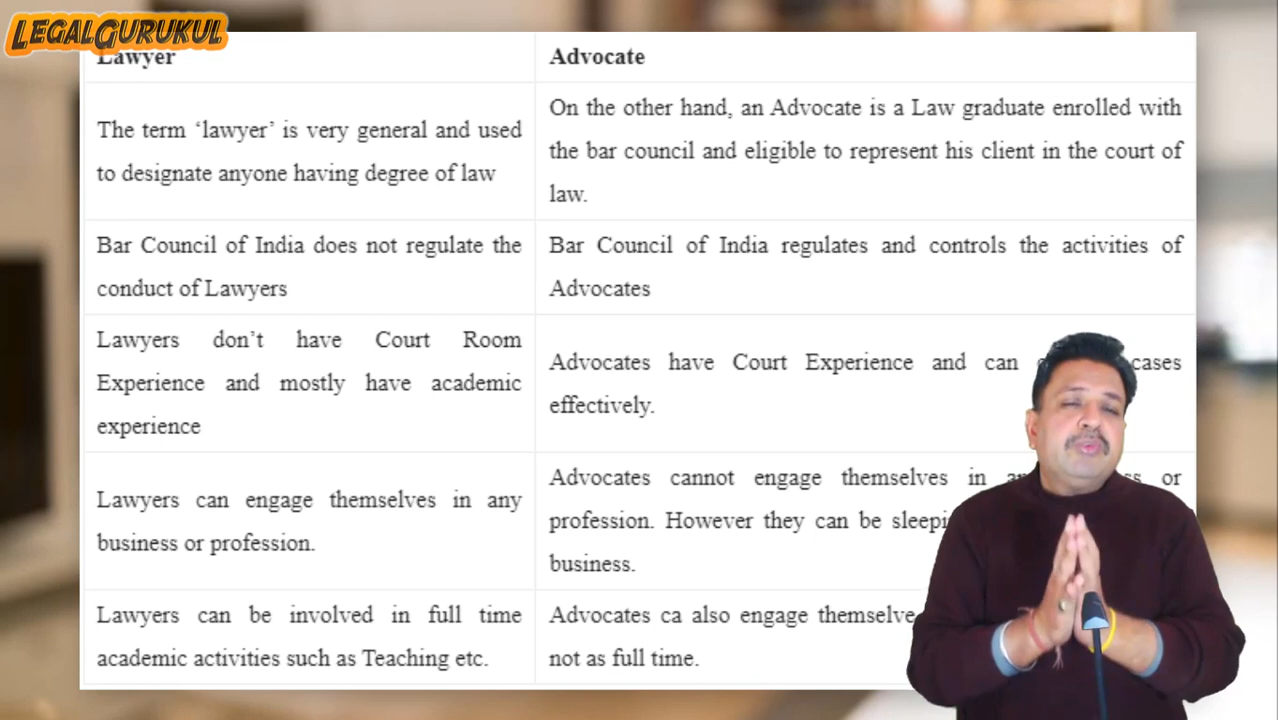 LEGALGURUKUL
Lawyer
Advocate
The term ‘lawyer’ is very general and used
to designate anyone having degree of law
On the other hand, an Advocate is a Law graduate enrolled with
the bar council and eligible to represent his client in the court of
law.
Bar Council of India does not regulate the
conduct of Lawyers
Bar Council of India regulates and controls the activities of
Advocates
Lawyers don’t have Court Room
Experience and mostly have academic
experience
Advocates have Court Experience and can cases
effectively.
Lawyers can engage themselves in any
business or profession.
Advocates cannot engage themselves in or
profession. However they can be
business.
Lawyers can be involved in full time
academic activities such as Teaching etc.
Advocates ca also engage
not as full time.